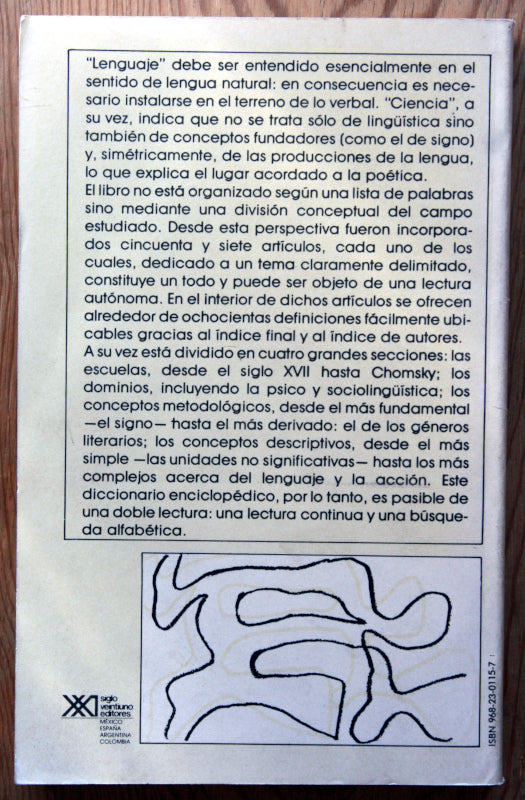 "Lenguaje" debe ser entendido esencialmente en el
sentido de lengua natural: en consecuencia es nece-
sario instalarse en el terreno de lo verbal. "Ciencia", a
su vez, indica que no se trata sólo de lingüística sino
también de conceptos fundadores (como el de signo)
y, simétricamente, de las producciones de la lengua,
lo que explica el lugar acordado a la poética.
El libro no está organizado según una lista de palabras
sino mediante una división conceptual del campo
estudiado. Desde esta perspectiva fueron incorpora-
dos cincuenta y siete artículos, cada uno de los
cuales, dedicado a un tema claramente delimitado,
constituye un todo y puede ser objeto de una lectura
autónoma. En el interior de dichos artículos se ofrecen
alrededor de ochocientas definiciones fácilmente ubi-
cables gracias al índice final y al índice de autores.
A su vez está dividido en cuatro grandes secciones: las
escuelas, desde el siglo XVII hasta Chomsky; los
dominios, incluyendo la psico y sociolingüística; los
conceptos metodológicos, desde el más fundamental
—el signo— hasta el más derivado: el de los géneros
literarios; los conceptos descriptivos, desde el más
simple —las unidades no significativas— hasta los más
complejos acerca del lenguaje y la acción. Este
diccionario enciclopédico, por lo tanto, es pasible de
una doble lectura: una lectura continua y una búsque-
da alfabética.
siglo
veintiuno
editores
MÉXICO
ESPAÑA
ARGENTINA
COLOMBIA
ISBN 968-23-0115-7